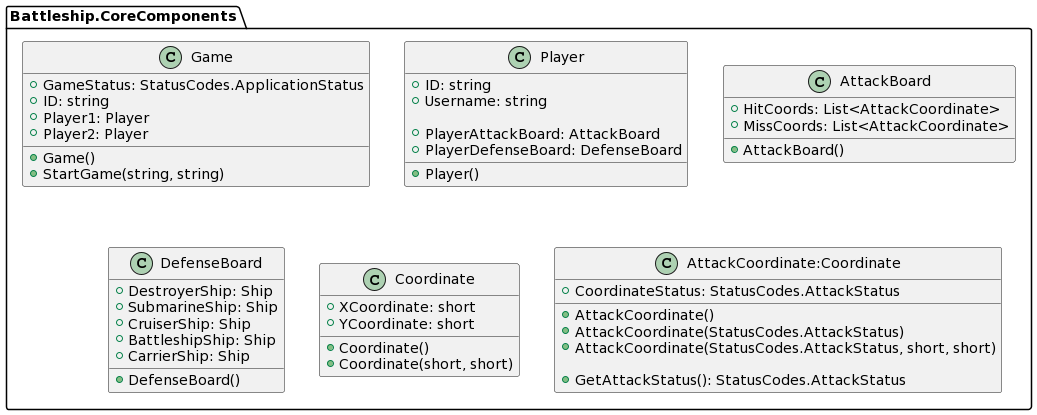 Battleship.CoreComponents
C Game
GameStatus: StatusCodes.ApplicationStatus
ID: string
Player1: Player
Player2: Player
Game()
StartGame(string, string)
C Player
ID: string
Username: string
PlayerAttackBoard: AttackBoard
PlayerDefenseBoard: DefenseBoard
Player()
C AttackBoard
HitCoords: List<AttackCoordinate>
MissCoords: List<AttackCoordinate>
AttackBoard()
C DefenseBoard
DestroyerShip: Ship
SubmarineShip: Ship
CruiserShip: Ship
BattleshipShip: Ship
CarrierShip: Ship
DefenseBoard()
C Coordinate
XCoordinate: short
YCoordinate: short
Coordinate()
Coordinate(short, short)
C AttackCoordinate:Coordinate
CoordinateStatus: StatusCodes.AttackStatus
AttackCoordinate()
AttackCoordinate(StatusCodes.AttackStatus)
AttackCoordinate(StatusCodes.AttackStatus, short, short)
GetAttackStatus(): StatusCodes.AttackStatus